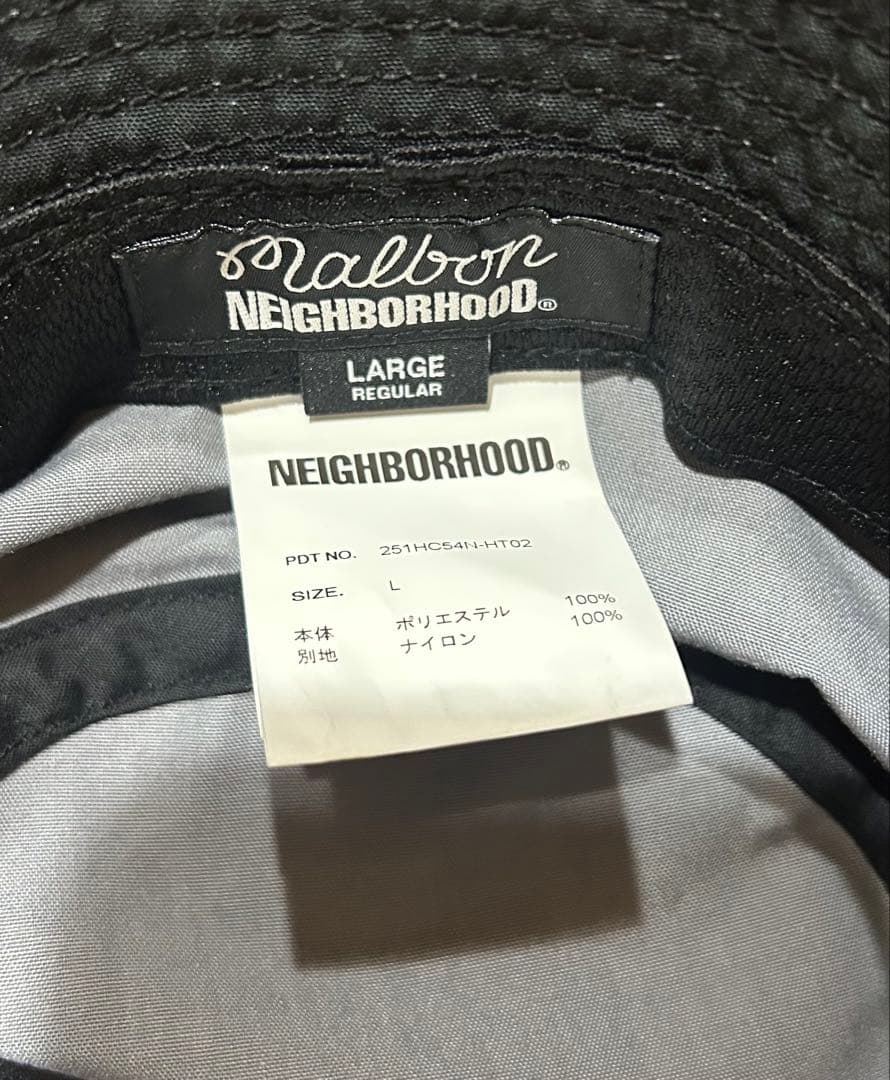 malbon
NEIGHBORHOOD®
LARGE
REGULAR
NEIGHBORHOOD®
PDT NO. 251HC54N-HT02
SIZE. L
本体 ポリエステル 100%
別地 ナイロン 100%